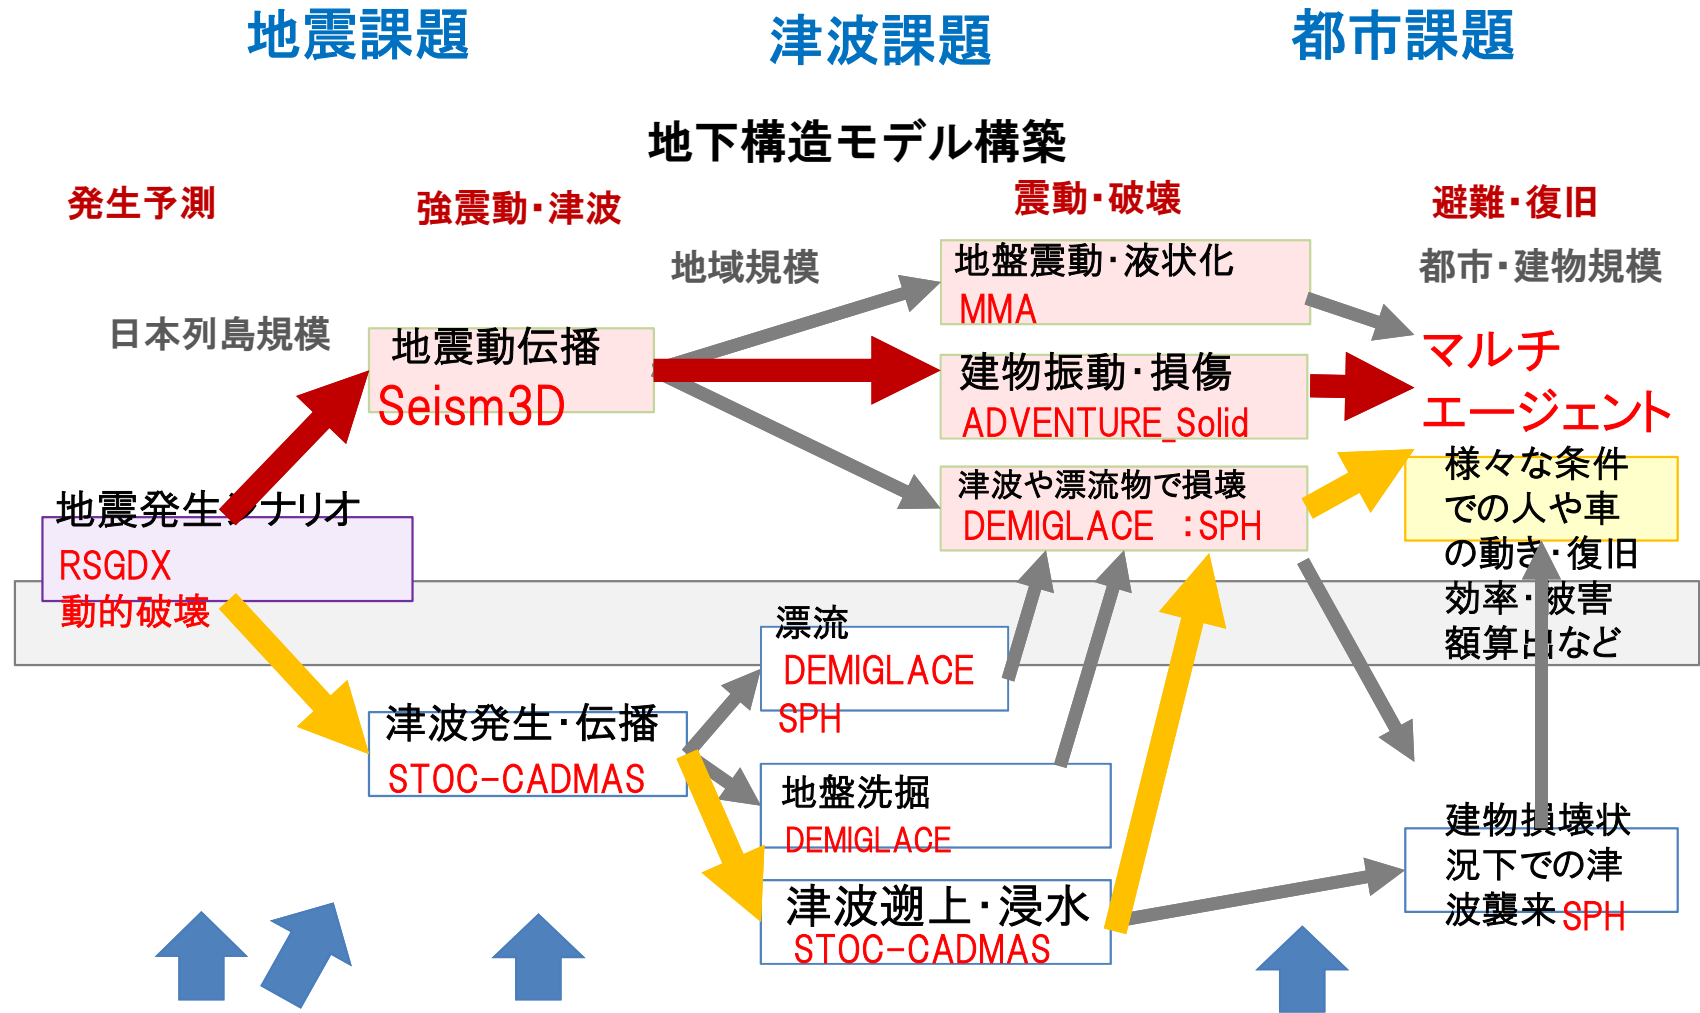 地震課題
津波課題
都市課題
地下構造モデル構築
発生予測
強震動・津波
震動・破壊
避難・復旧
日本列島規模
地域規模
都市・建物規模
地震発生シナリオ
RSGDX
動的破壊
地震動伝播
Seism3D
津波発生・伝播
STOC-CADMAS
地盤震動・液状化
MMA
建物振動・損傷
ADVENTURE_Solid
津波や漂流物で損壊
DEMIGLACE :SPH
漂流
DEMIGLACE
SPH
地盤洗掘
DEMIGLACE
津波遡上・浸水
STOC-CADMAS
マルチ
エージェント
様々な条件
での人や車
の動き・復旧
効率・被害
額算出など
建物損壊状
況下での津
波襲来 SPH